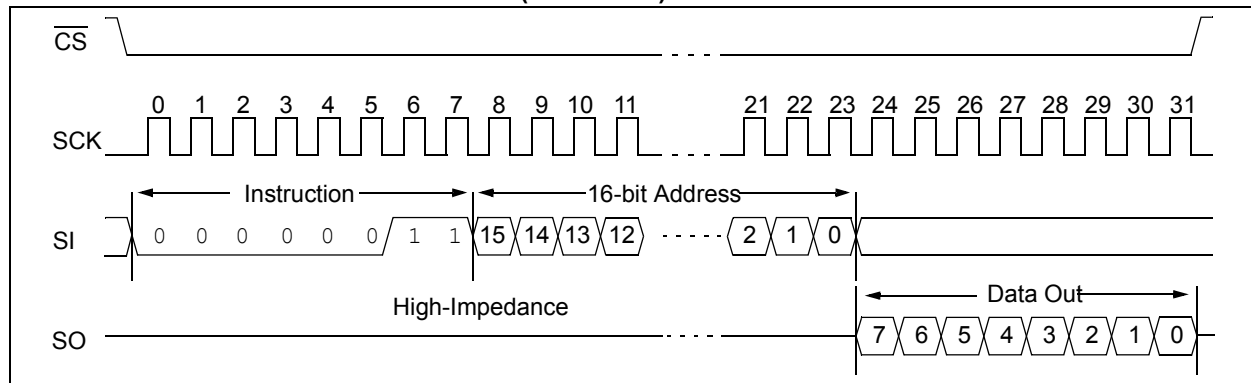 CS
0 1 2 3 4 5 6 7 8 9 10 11 21 22 23 24 25 26 27 28 29 30 31
SCK
Instruction 16-bit Address
SI 0 0 0 0 0 0 1 1 15 14 13 12 2 1 0
High-Impedance Data Out
SO 7 6 5 4 3 2 1 0